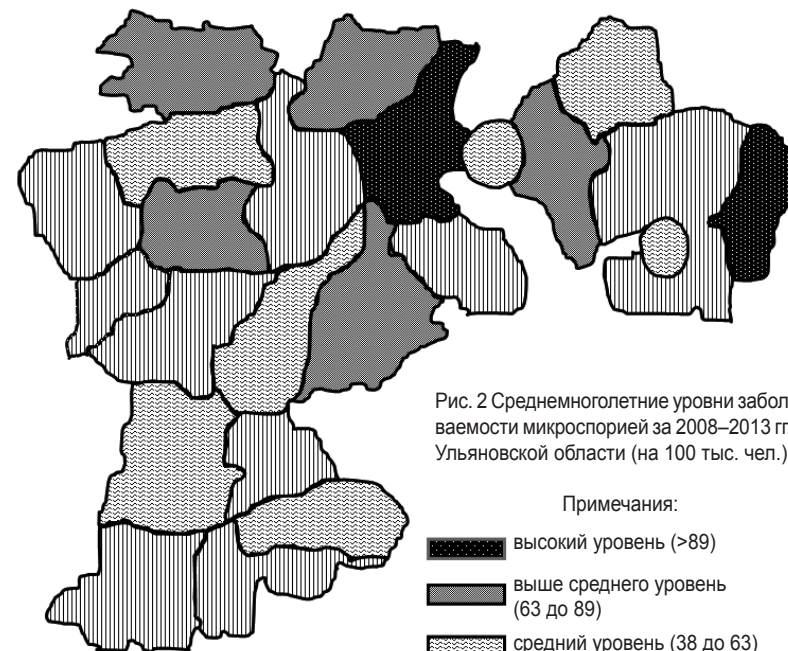 Рис. 2 Среднемноголетние уровни забол
ваемости микроспорией за 2008–2013 гг
Ульяновской области (на 100 тыс. чел.)
Примечания:
высокий уровень (>89)
выше среднего уровень
(63 до 89)
средний уровень (38 до 63)